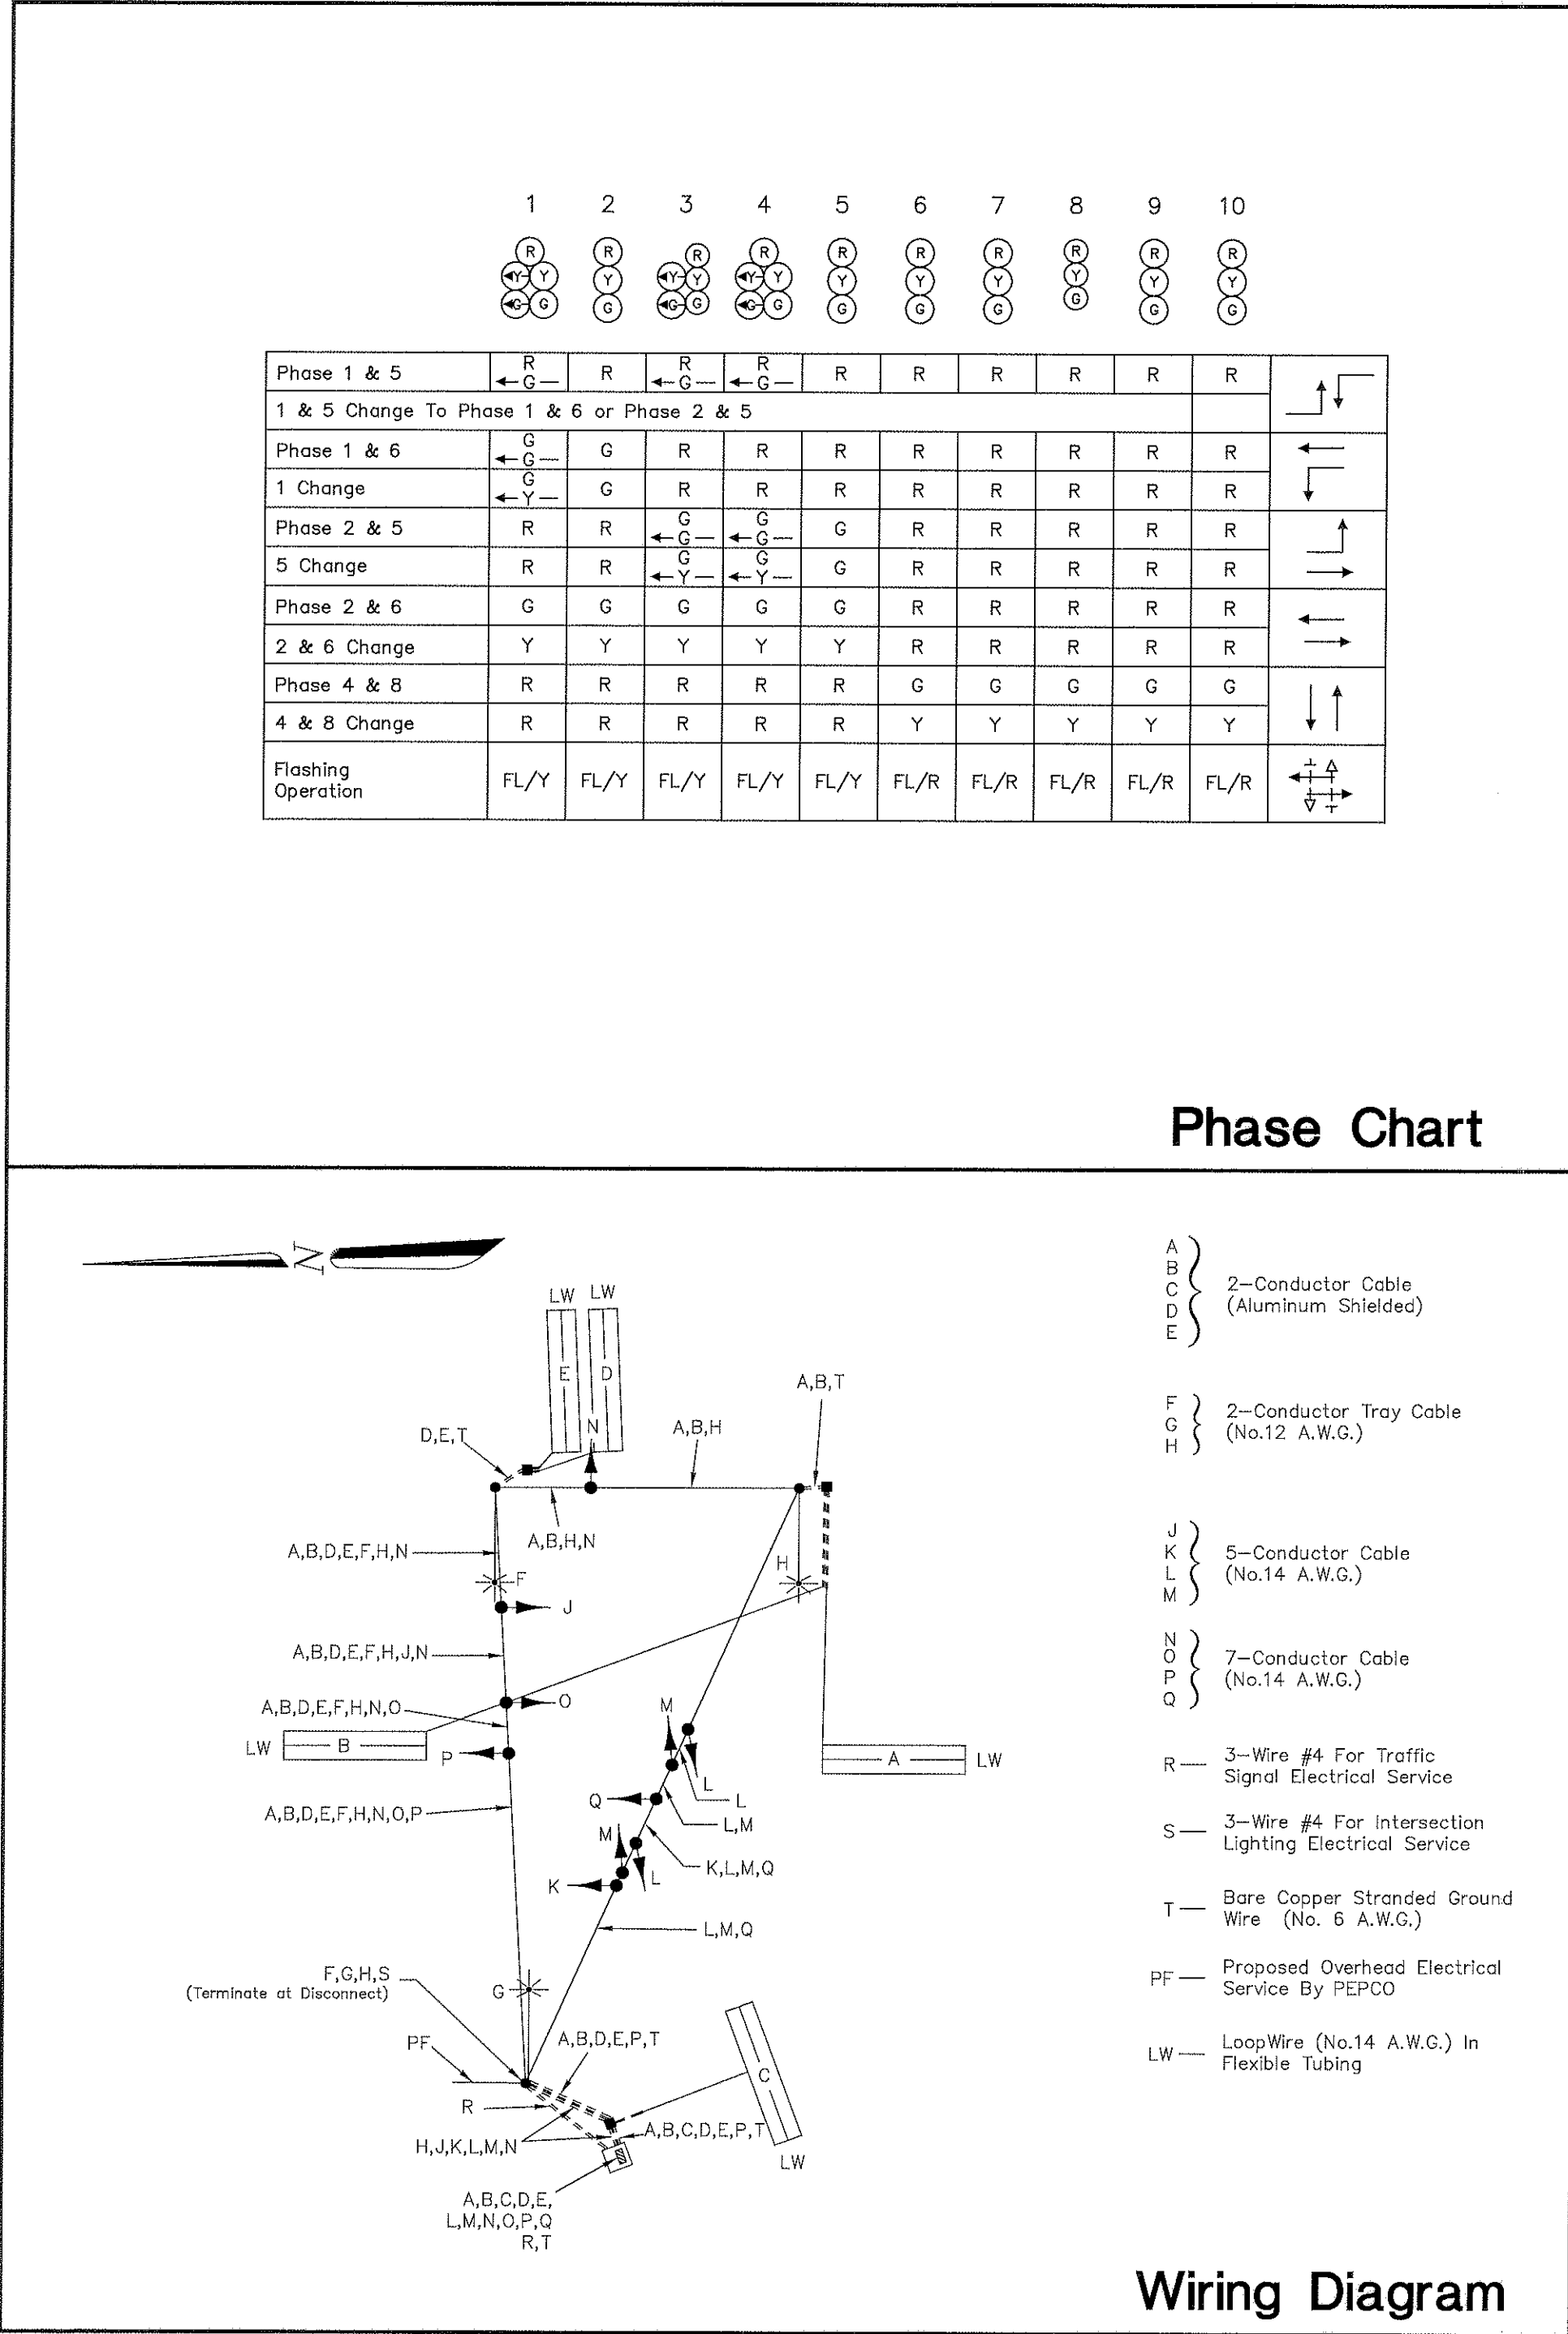 1 2 3 4 5 6 7 8 9 10
R R R R R R R R R R
Y Y Y Y Y Y Y Y Y Y Y Y Y
G G G G G G G G G G G G G
Phase 1 & 5 R G R R G R G R R R R R R
1 & 5 Change To Phase 1 & 6 or Phase 2 & 5
Phase 1 & 6 G G G R R R R R R R R
1 Change G Y G R R R R R R R R
Phase 2 & 5 R R G G G G G R R R R R
5 Change R R G Y G Y G R R R R R
Phase 2 & 6 G G G G G R R R R R
2 & 6 Change Y Y Y Y Y R R R R R
Phase 4 & 8 R R R R R G G G G G
4 & 8 Change R R R R R Y Y Y Y Y
Flashing
Operation FL/Y FL/Y FL/Y FL/Y FL/Y FL/R FL/R FL/R FL/R FL/R
Phase Chart
N
LW LW
E D
N
A,B,T
D,E,T
A,B,H
A,B,H,N
A,B,D,E,F,H,N
F
H
J
A,B,D,E,F,H,J,N
A,B,D,E,F,H,N,O
O
LW B
P
M
A LW
L
L
Q
L,M
A,B,D,E,F,H,N,O,P
M
K,L,M,Q
L
K
L,M,Q
F,G,H,S
(Terminate at Disconnect)
G
PF
A,B,D,E,P,T
C
R
H,J,K,L,M,N
A,B,C,D,E,P,T
LW
A,B,C,D,E,
L,M,N,O,P,Q
R,T
A
B
C
D
E
2-Conductor Cable
(Aluminum Shielded)
F
G
H
2-Conductor Tray Cable
(No.12 A.W.G.)
J
K
L
M
5-Conductor Cable
(No.14 A.W.G.)
N
O
P
Q
7-Conductor Cable
(No.14 A.W.G.)
R — 3-Wire #4 For Traffic
Signal Electrical Service
S — 3-Wire #4 For Intersection
Lighting Electrical Service
T — Bare Copper Stranded Ground
Wire (No. 6 A.W.G.)
PF — Proposed Overhead Electrical
Service By PEPCO
LW — LoopWire (No.14 A.W.G.) In
Flexible Tubing
Wiring Diagram